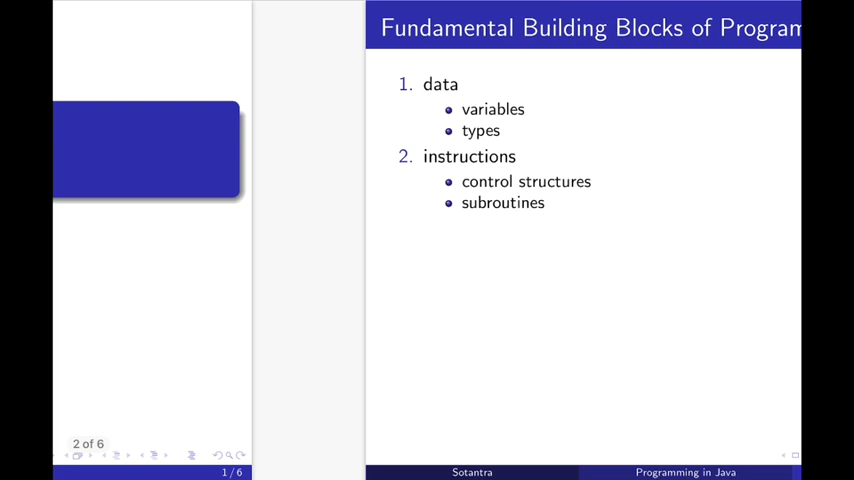 Fundamental Building Blocks of Program
1. data
variables
types
2. instructions
control structures
subroutines
2 of 6
1 / 6
Sotantra
Programming in Java